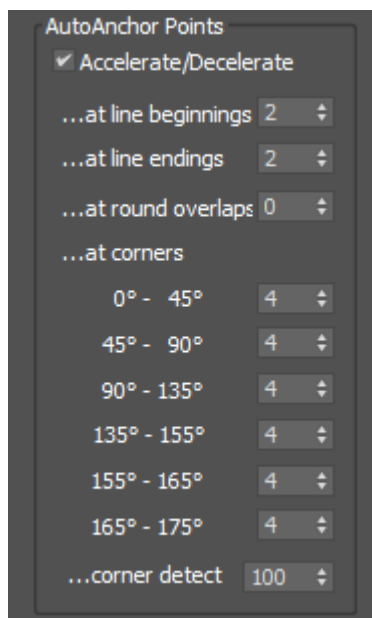 AutoAnchor Points
Accelerate/Decelerate
...at line beginnings 2
...at line endings 2
...at round overlaps 0
...at corners
0° - 45° 4
45° - 90° 4
90° - 135° 4
135° - 155° 4
155° - 165° 4
165° - 175° 4
...corner detect 100